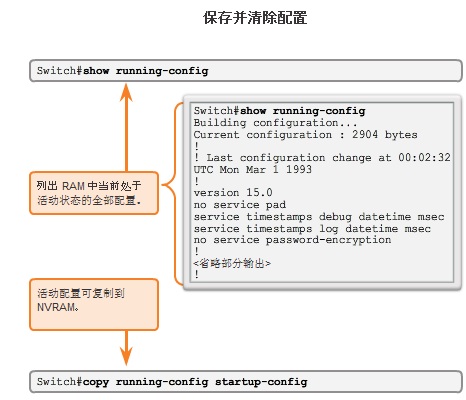 保存并清除配置
Switch#show running-config
Switch#show running-config
Building configuration...
Current configuration : 2904 bytes
!
! Last configuration change at 00:02:32
UTC Mon Mar 1 1993
!
version 15.0
no service pad
service timestamps debug datetime msec
service timestamps log datetime msec
no service password-encryption
!
<省略部分输出>
!
列出 RAM 中当前处于
活动状态的全部配置。
活动配置可复制到
NVRAM。
Switch#copy running-config startup-config